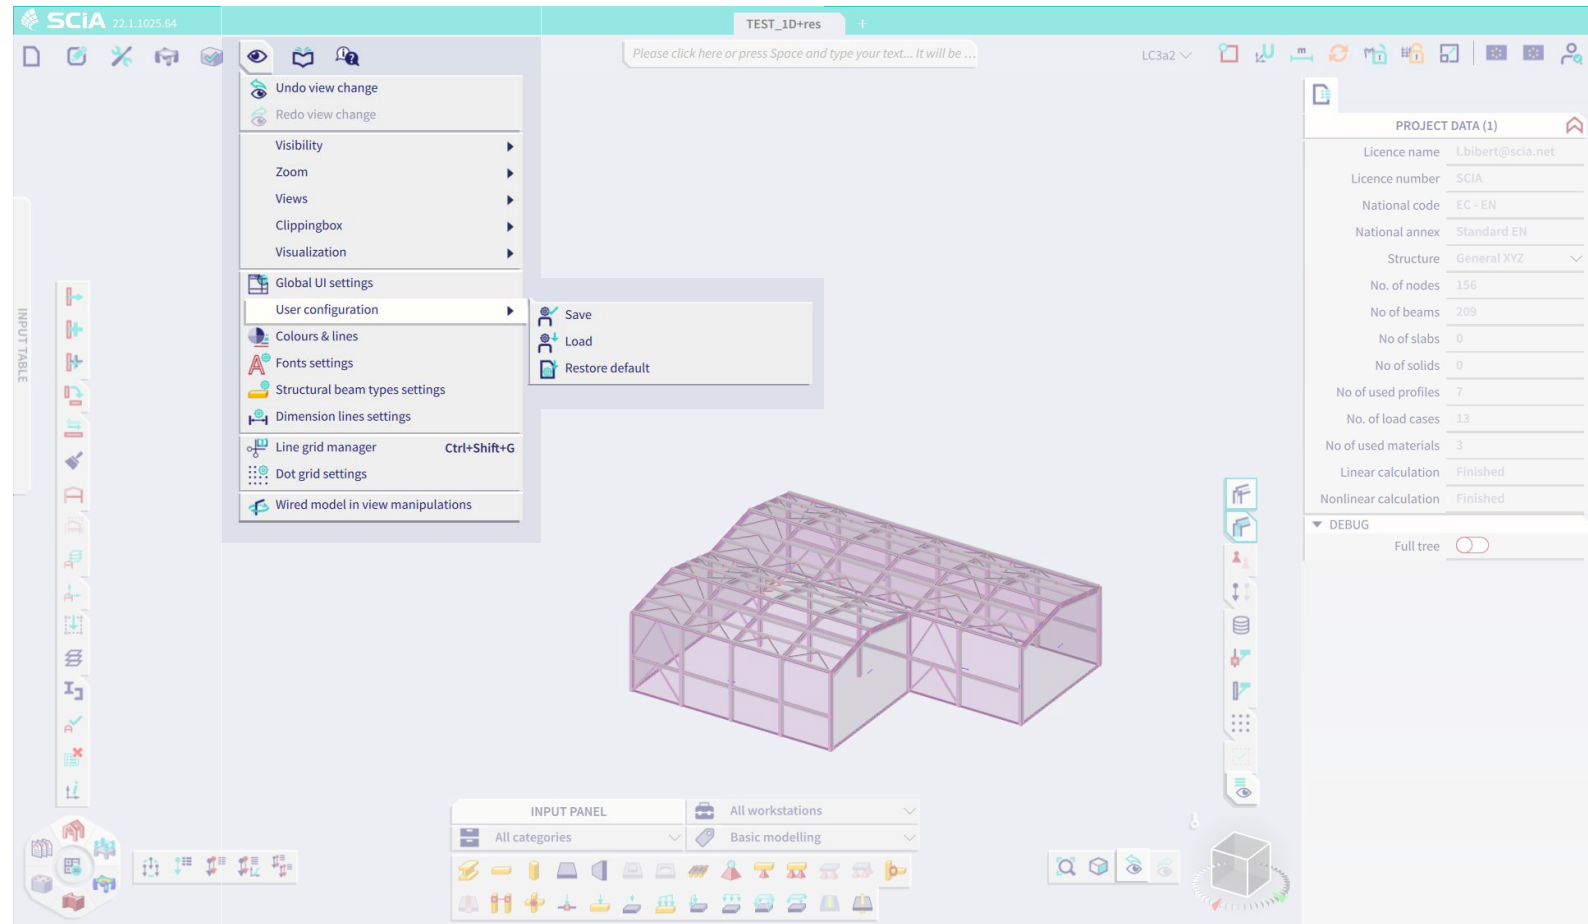 SCiA 22.1.1025.64
TEST_1D+res
+
Please click here or press Space and type your text... It will be ...
LC3a2
Undo view change
Redo view change
Visibility
Zoom
Views
Clippingbox
Visualization
Global UI settings
User configuration
Colours & lines
Fonts settings
Structural beam types settings
Dimension lines settings
Line grid manager Ctrl+Shift+G
Dot grid settings
Wired model in view manipulations
Save
Load
Restore default
INPUT TABLE
PROJECT DATA (1)
Licence name l.bibert@scia.net
Licence number SCIA
National code EC - EN
National annex Standard EN
Structure General XYZ
No. of nodes 156
No of beams 209
No of slabs 0
No of solids 0
No of used profiles 7
No. of load cases 13
No of used materials 3
Linear calculation Finished
Nonlinear calculation Finished
DEBUG
Full tree
INPUT PANEL
All workstations
All categories
Basic modelling